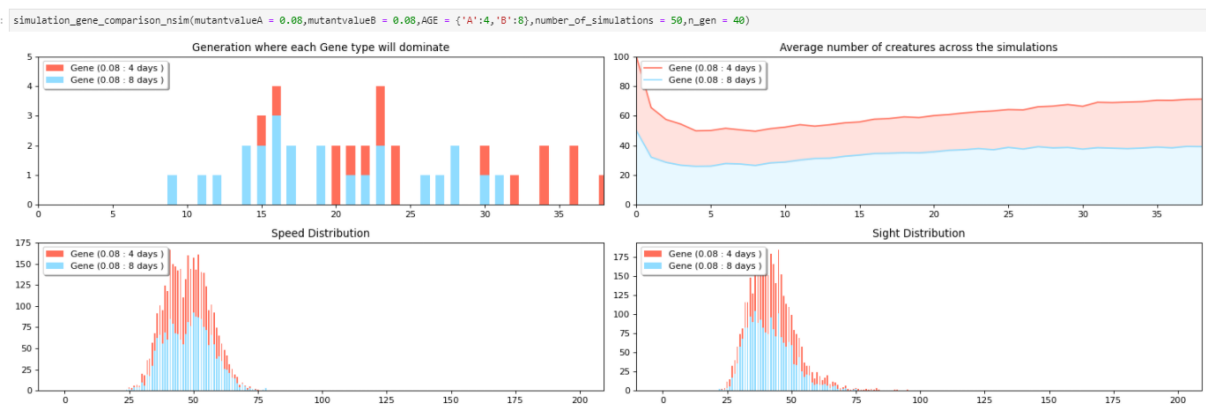 simulation_gene_comparison_nsim(mutantvalueA = 0.08,mutantvalueB = 0.08,AGE = {'A':4,'B':8},number_of_simulations = 50,n_gen = 40)
Generation where each Gene type will dominate
5
4
3
2
1
0
Gene (0.08 : 4 days )
Gene (0.08 : 8 days )
0 5 10 15 20 25 30 35
Average number of creatures across the simulations
100
80
60
40
20
0
Gene (0.08 : 4 days )
Gene (0.08 : 8 days )
0 5 10 15 20 25 30 35
Speed Distribution
175
150
125
100
75
50
25
0
Gene (0.08 : 4 days )
Gene (0.08 : 8 days )
0 25 50 75 100 125 150 175 200
Sight Distribution
175
150
125
100
75
50
25
0
Gene (0.08 : 4 days )
Gene (0.08 : 8 days )
0 25 50 75 100 125 150 175 200